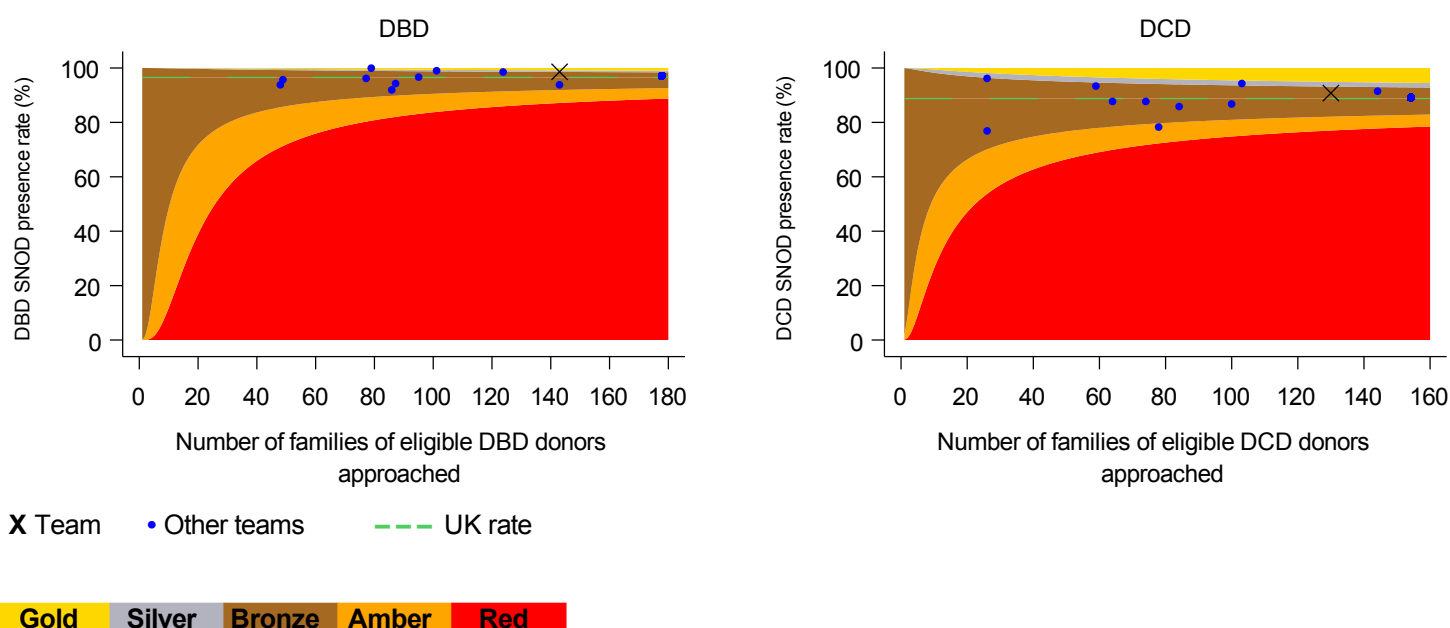 DBD
DBD SNOD presence rate (%)
100
80
60
40
20
0
0 20 40 60 80 100 120 140 160 180
Number of families of eligible DBD donors
approached
DCD
DCD SNOD presence rate (%)
100
80
60
40
20
0
0 20 40 60 80 100 120 140 160
Number of families of eligible DCD donors
approached
X Team Other teams UK rate
Gold Silver Bronze Amber Red